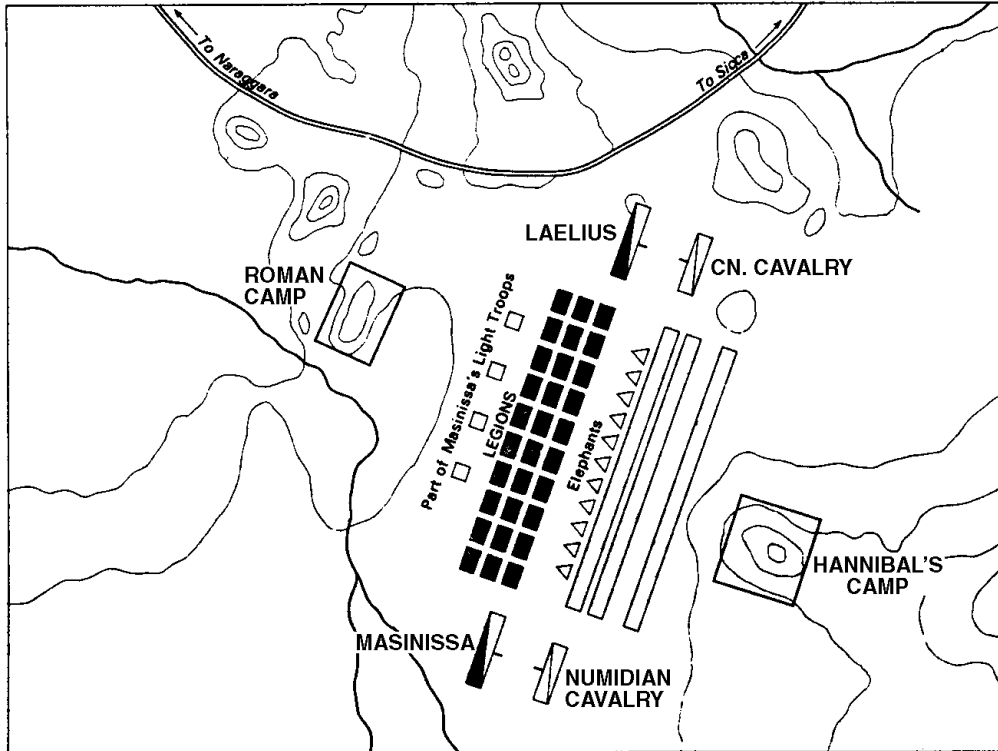 To Naraggara
To Sicca
LAELIUS
CN. CAVALRY
ROMAN
CAMP
Part of Masinissa's Light Troops
LEGIONS
Elephants
HANNIBAL'S
CAMP
MASINISSA
NUMIDIAN
CAVALRY